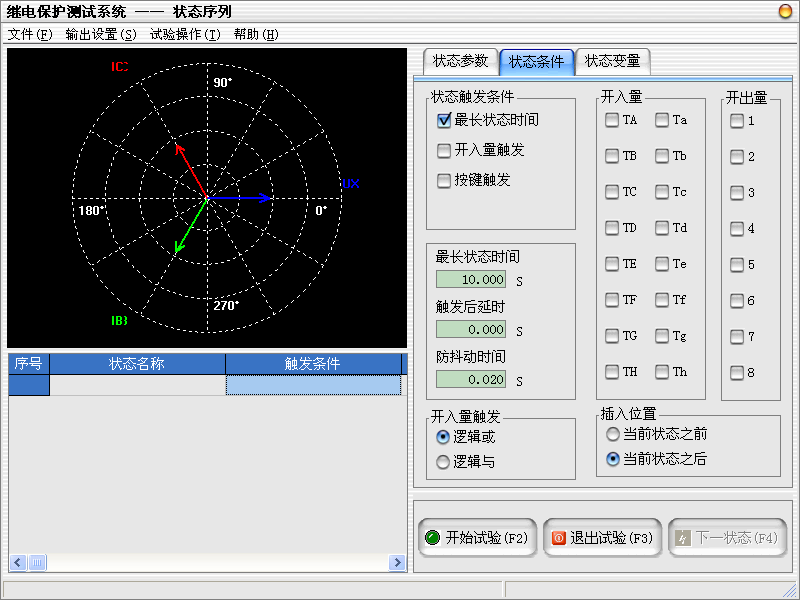 继电保护测试系统 —— 状态序列
文件(F) 输出设置(S) 试验操作(T) 帮助(H)
90°
180°
0°
270°
序号 状态名称 触发条件
状态参数 状态条件 状态变量
状态触发条件
最长状态时间
开入量触发
按键触发
最长状态时间
10.000 S
触发后延时
0.000 S
防抖动时间
0.020 S
开入量触发
逻辑或
逻辑与
开入量
TA Ta
TB Tb
TC Tc
TD Td
TE Te
TF Tf
TG Tg
TH Th
开出量
1
2
3
4
5
6
7
8
插入位置
当前状态之前
当前状态之后
开始试验(F2) 退出试验(F3) 下一状态(F4)